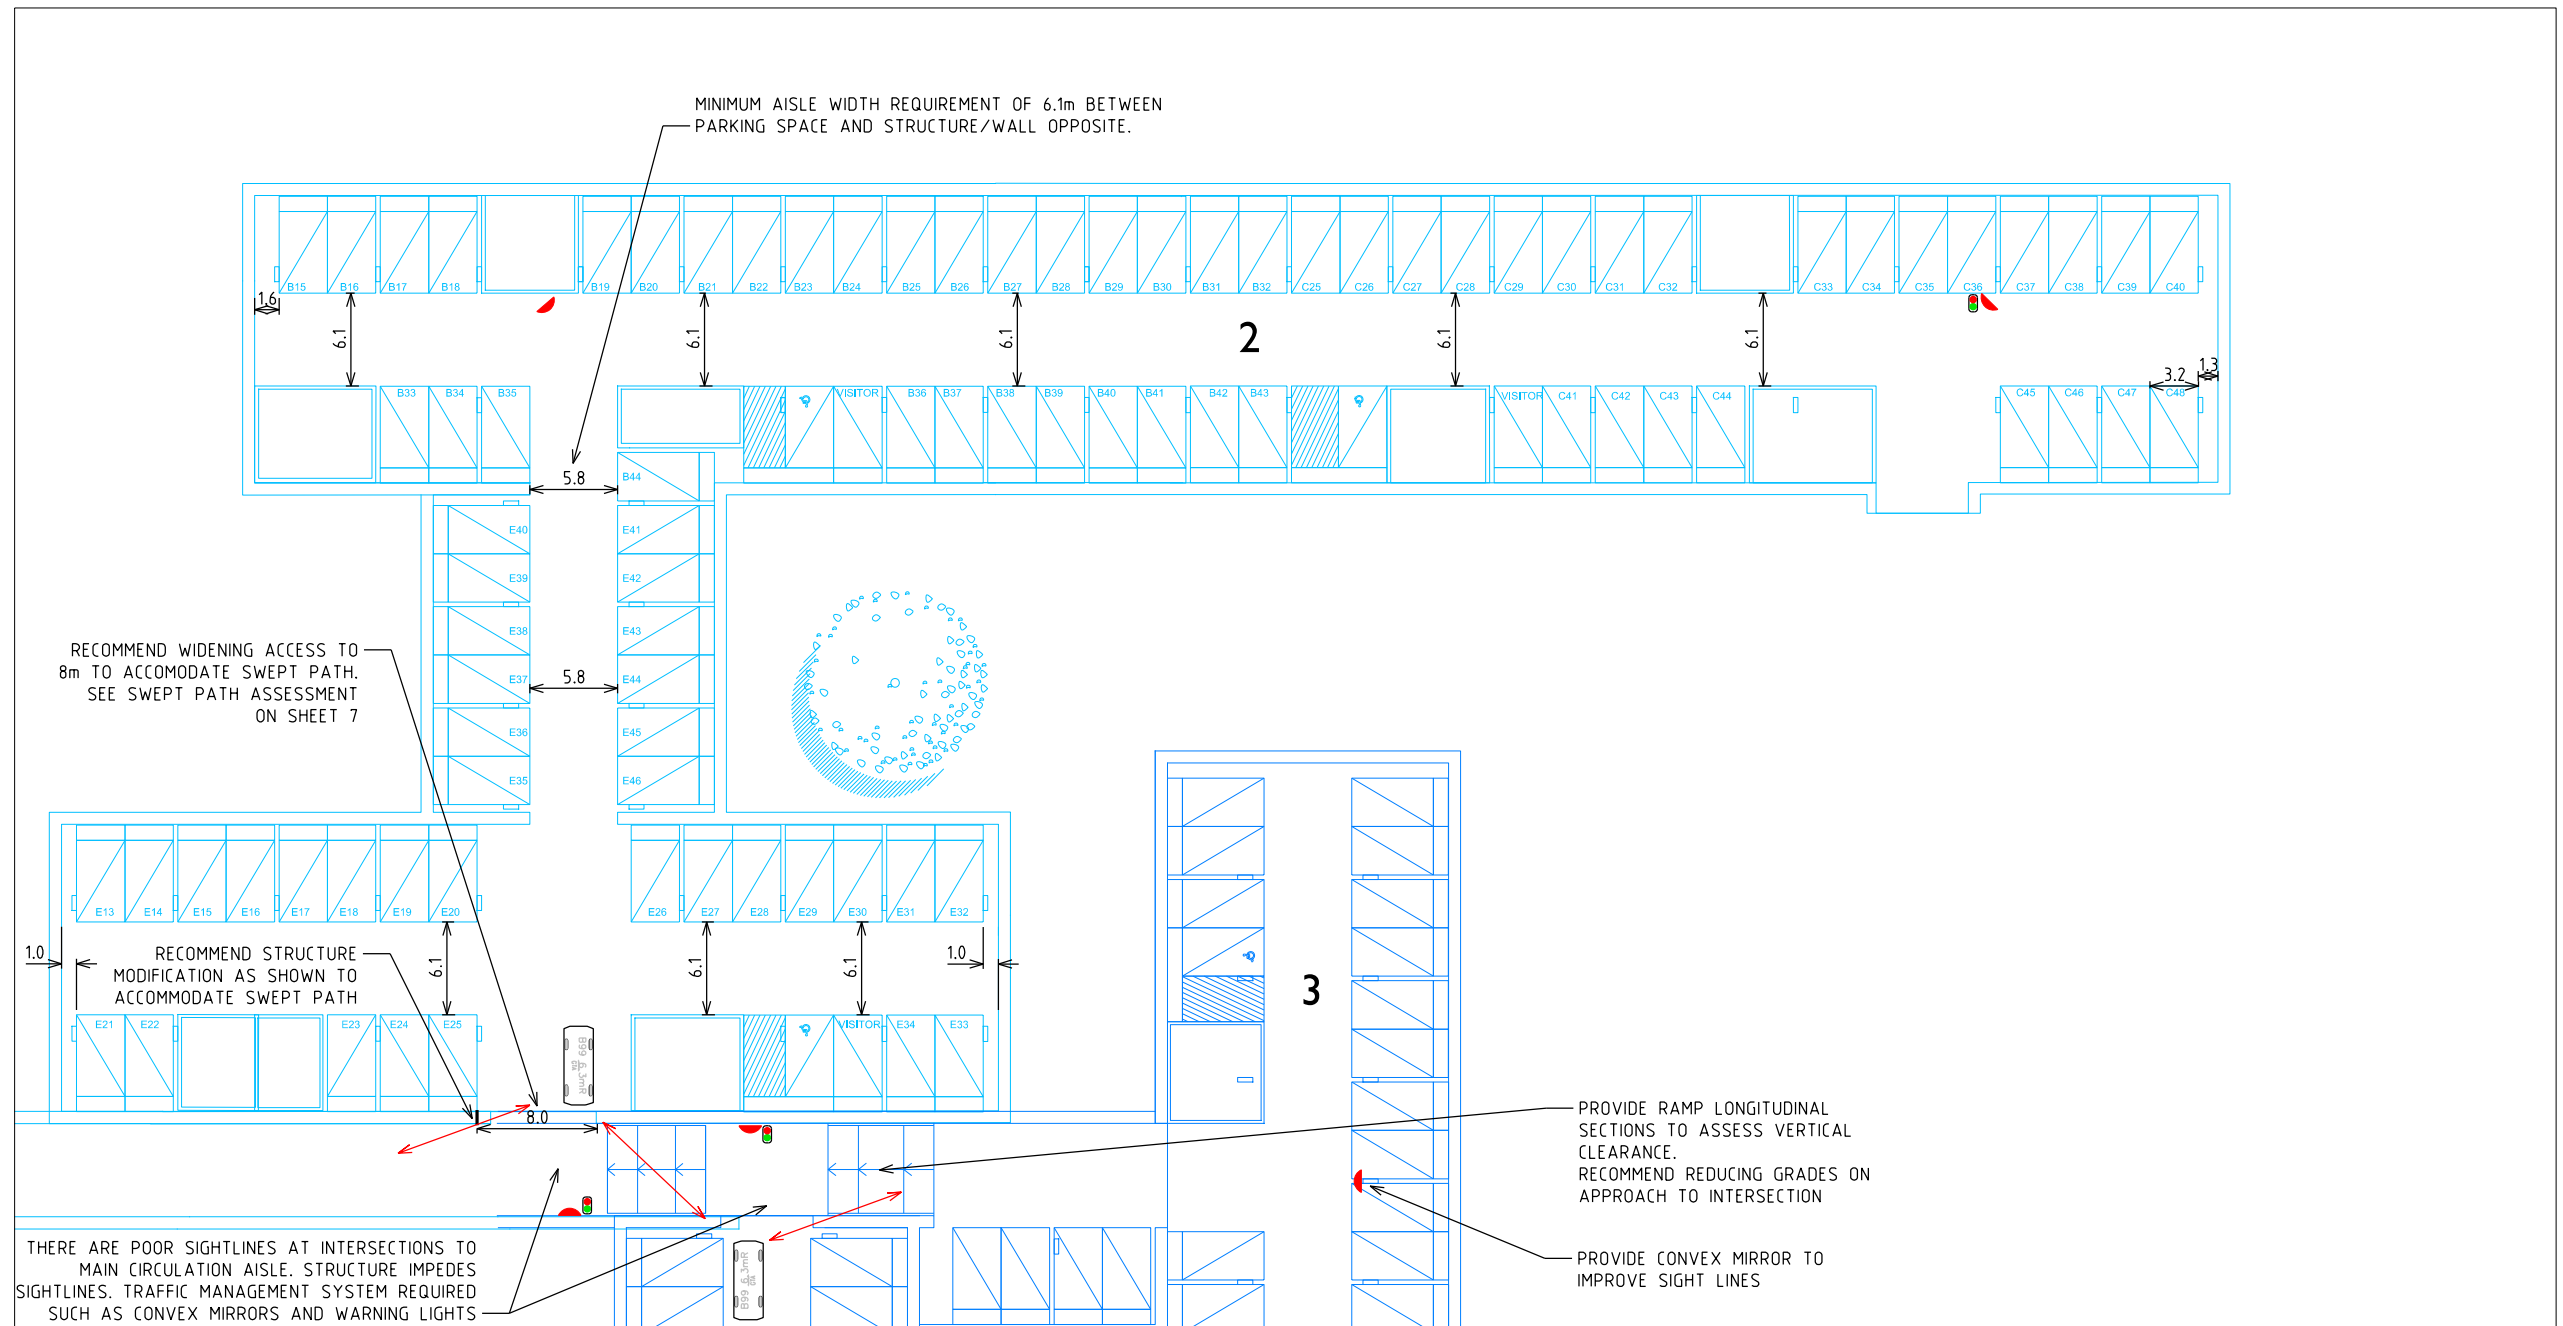 MINIMUM AISLE WIDTH REQUIREMENT OF 6.1m BETWEEN
PARKING SPACE AND STRUCTURE/WALL OPPOSITE.
B15 B16 B17 B18 B19 B20 B21 B22 B23 B24 B25 B26 B27 B28 B29 B30 B31 B32 C25 C26 C27 C28 C29 C30 C31 C32 C33 C34 C35 C36 C37 C38 C39 C40
1.6
6.1 6.1 6.1 2 6.1 6.1
1.3
3.2
B33 B34 B35 VISITOR B36 B37 B38 B39 B40 B41 B42 B43 VISITOR C41 C42 C43 C44 C45 C46 C47 C48
5.8 B44
E40 E41
E39 E42
E38 E43
RECOMMEND WIDENING ACCESS TO
8m TO ACCOMODATE SWEPT PATH.
SEE SWEPT PATH ASSESSMENT
ON SHEET 7
E37 5.8 E44
E36 E45
E35 E46
E13 E14 E15 E16 E17 E18 E19 E20 E26 E27 E28 E29 E30 E31 E32
1.0
RECOMMEND STRUCTURE
MODIFICATION AS SHOWN TO
ACCOMMODATE SWEPT PATH
6.1 6.1 6.1 1.0
3
E21 E22 E23 E24 E25 VISITOR E34 E33
B99 6.3mR
8.0
PROVIDE RAMP LONGITUDINAL
SECTIONS TO ASSESS VERTICAL
CLEARANCE.
RECOMMEND REDUCING GRADES ON
APPROACH TO INTERSECTION
THERE ARE POOR SIGHTLINES AT INTERSECTIONS TO
MAIN CIRCULATION AISLE. STRUCTURE IMPEDES
SIGHTLINES. TRAFFIC MANAGEMENT SYSTEM REQUIRED
SUCH AS CONVEX MIRRORS AND WARNING LIGHTS
B99 6.3mR
PROVIDE CONVEX MIRROR TO
IMPROVE SIGHT LINES